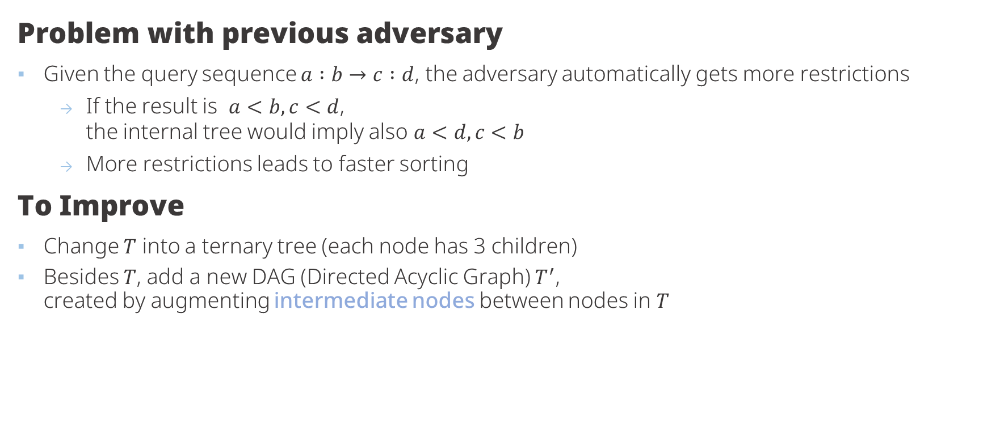 Problem with previous adversary
▪ Given the query sequence a : b → c : d, the adversary automatically gets more restrictions
→ If the result is a < b, c < d,
the internal tree would imply also a < d, c < b
→ More restrictions leads to faster sorting
To Improve
▪ Change T into a ternary tree (each node has 3 children)
▪ Besides T, add a new DAG (Directed Acyclic Graph) T′,
created by augmenting intermediate nodes between nodes in T